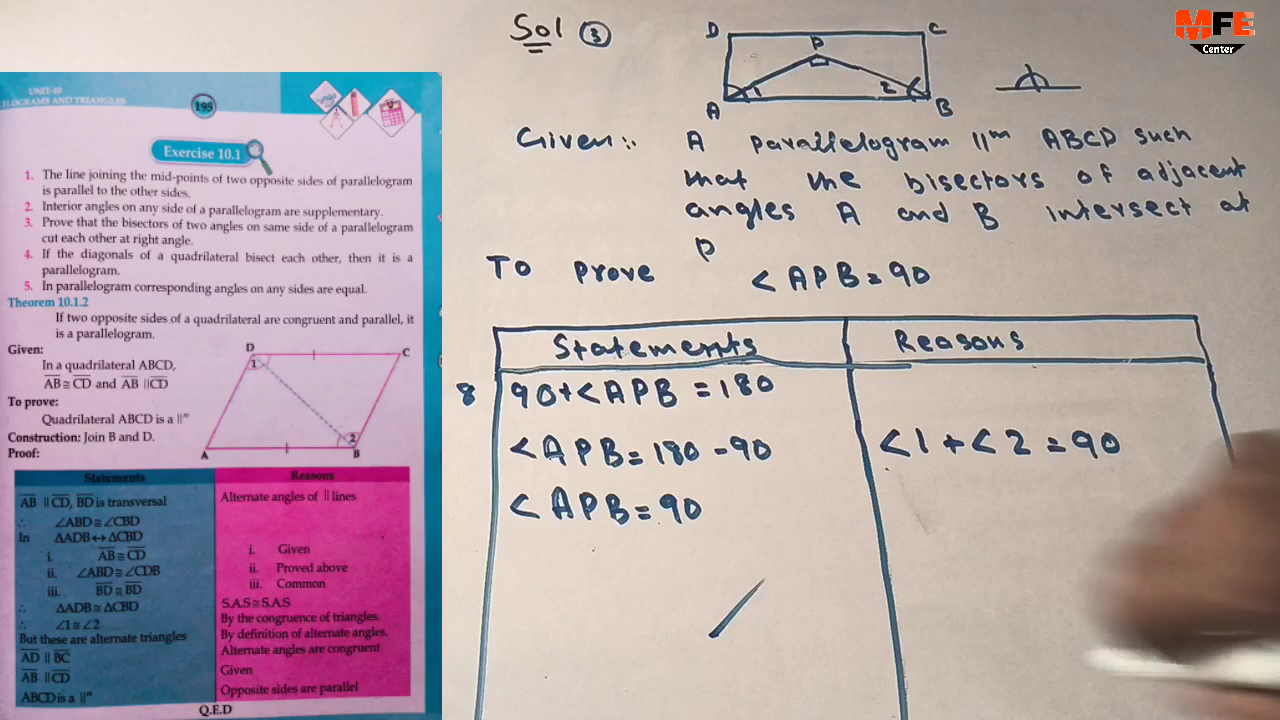 UNIT-10
PARALLELOGRAMS AND TRIANGLES
195
Exercise 10.1
1. The line joining the mid-points of two opposite sides of parallelogram
is parallel to the other sides.
2. Interior angles on any side of a parallelogram are supplementary.
3. Prove that the bisectors of two angles on same side of a parallelogram
cut each other at right angle.
4. If the diagonals of a quadrilateral bisect each other, then it is a
parallelogram.
5. In parallelogram corresponding angles on any sides are equal.
Theorem 10.1.2
If two opposite sides of a quadrilateral are congruent and parallel, it
is a parallelogram.
Given:
In a quadrilateral ABCD,
AB ≅ CD and AB ∥ CD
To prove:
Quadrilateral ABCD is a ∥ᵐ
Construction: Join B and D.
Proof:
D
C
1
2
A
B
Statements Reasons
AB ∥ CD, BD is transversal Alternate angles of ∥ lines
∴ ∠ABD ≅ ∠CBD
In ΔADB ↔ ΔCBD
i. AB ≅ CD i. Given
ii. ∠ABD ≅ ∠CDB ii. Proved above
iii. BD ≅ BD iii. Common
∴ ΔADB ≅ ΔCBD S.A.S ≅ S.A.S
∴ ∠1 ≅ ∠2 By the congruence of triangles.
But these are alternate triangles By definition of alternate angles.
AD ∥ BC Alternate angles are congruent
AB ∥ CD Given
ABCD is a ∥ᵐ Opposite sides are parallel
Q.E.D
MFE
Center
Sol 3
D
P
C
1
2
A
B
Given:. A parallelogram ∥ᵐ ABCD such
that the bisectors of adjacent
angles A and B intersect at
P
To prove <APB=90
Statements Reasons
8 90+<APB=180
<APB=180-90 <1+<2=90
<APB=90